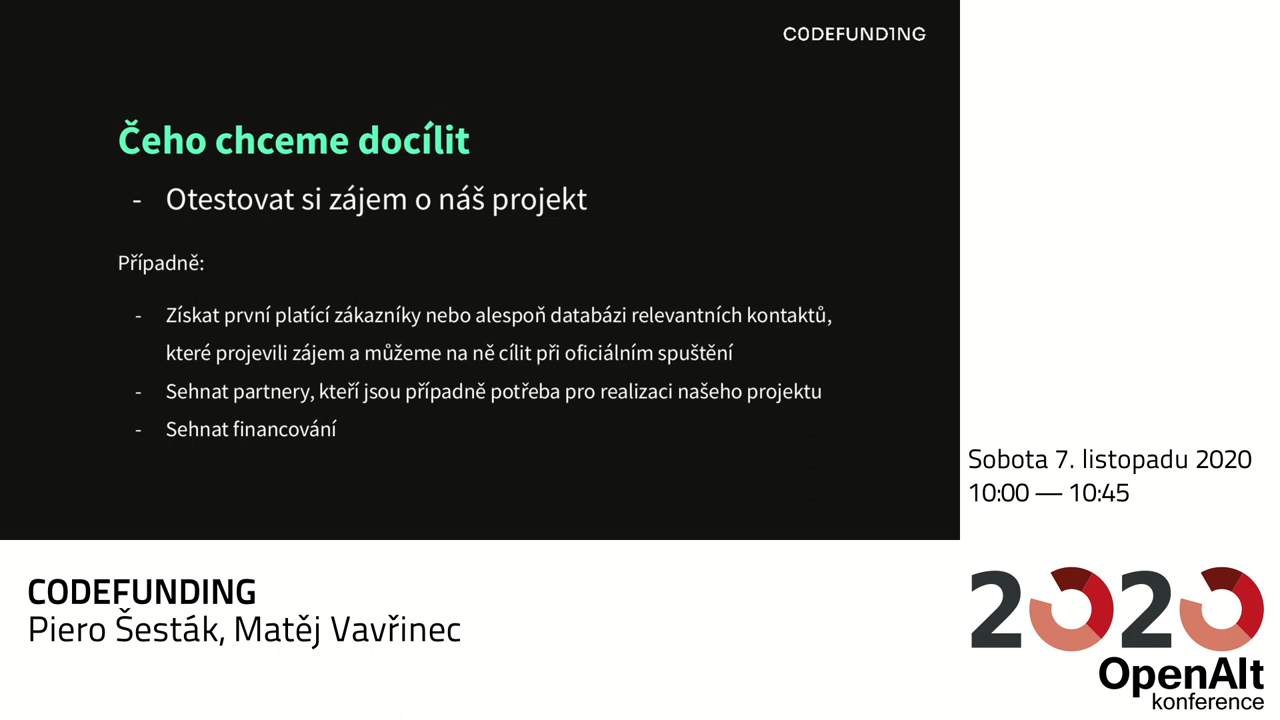 C0DEFUND1NG
Čeho chceme docílit
- Otestovat si zájem o náš projekt
Případně:
- Získat první platící zákazníky nebo alespoň databázi relevantních kontaktů,
které projevili zájem a můžeme na ně cílit při oficiálním spuštění
- Sehnat partnery, kteří jsou případně potřeba pro realizaci našeho projektu
- Sehnat financování
Sobota 7. listopadu 2020
10:00 — 10:45
CODEFUNDING
Piero Šesták, Matěj Vavřinec
2020
OpenAlt
konference